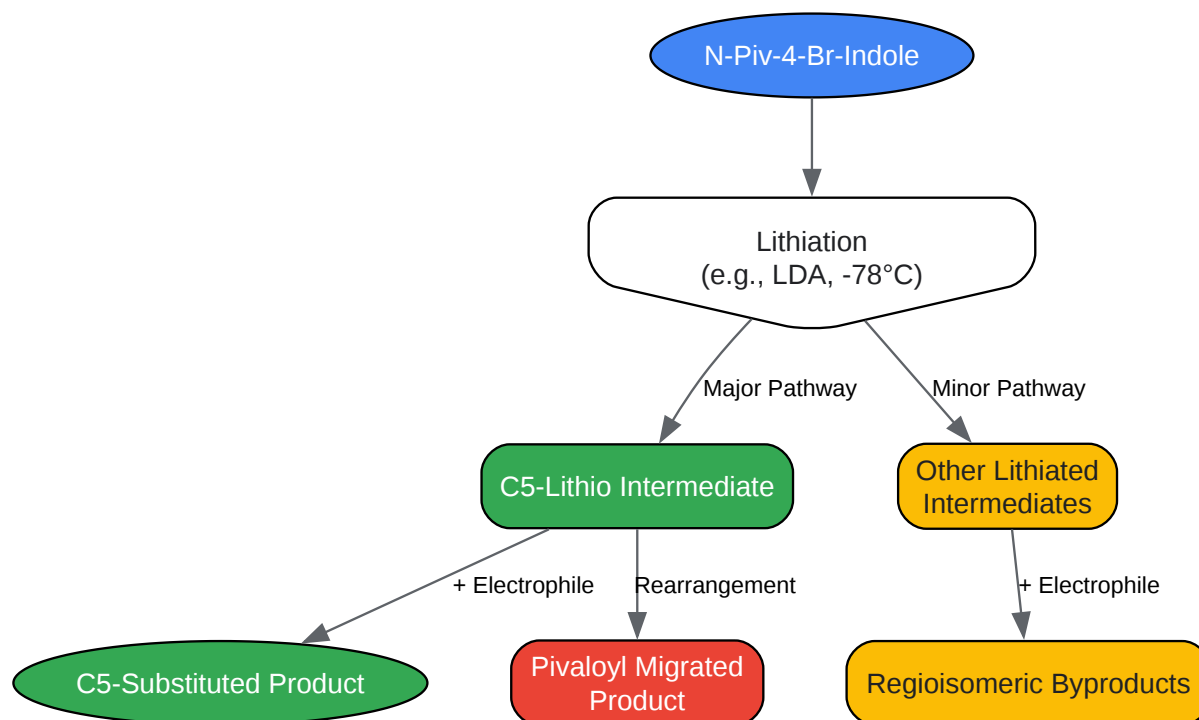 N-Piv-4-Br-Indole
Lithiation
(e.g., LDA, -78°C)
Major Pathway
Minor Pathway
C5-Lithio Intermediate
Other Lithiated
Intermediates
+ Electrophile
Rearrangement
+ Electrophile
C5-Substituted Product
Pivaloyl Migrated
Product
Regioisomeric Byproducts